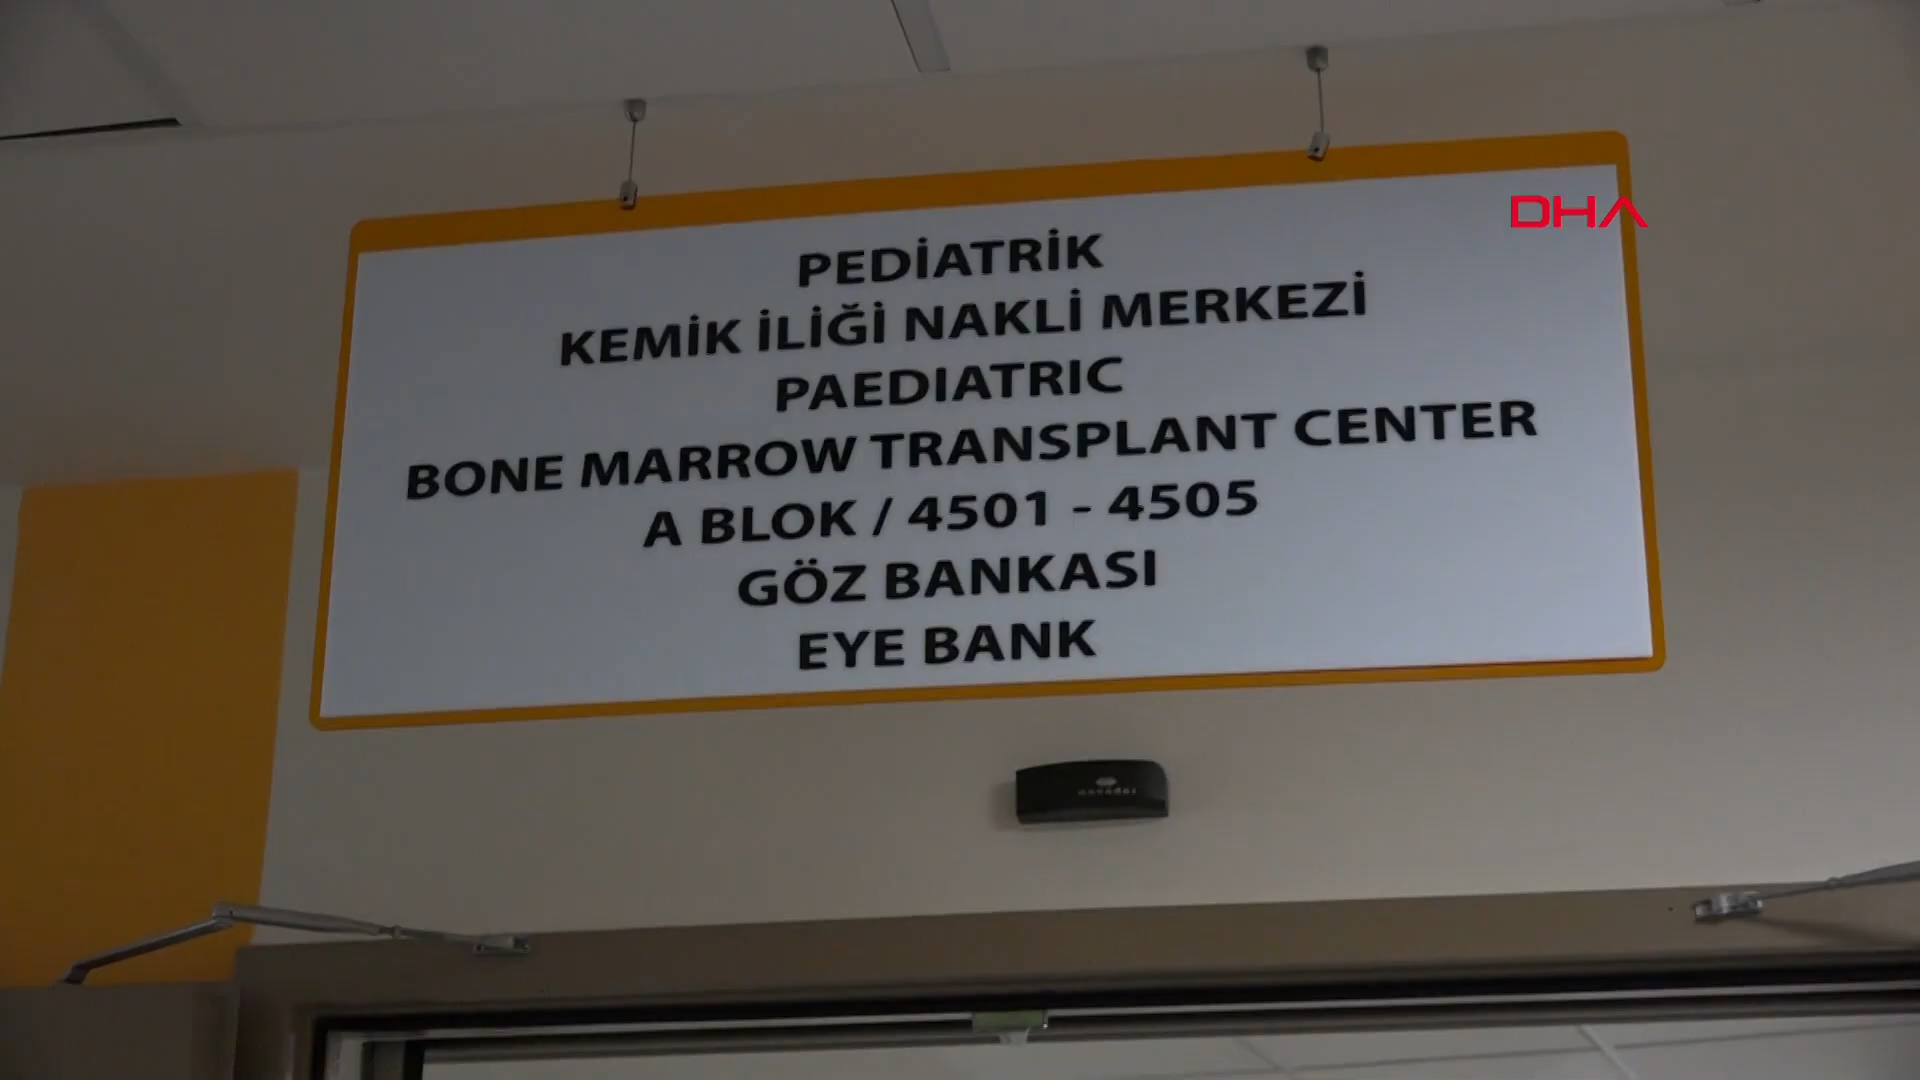 DHA
PEDİATRİK
KEMİK İLİĞİ NAKLİ MERKEZİ
PAEDIATRIC
BONE MARROW TRANSPLANT CENTER
A BLOK / 4501 - 4505
GÖZ BANKASI
EYE BANK